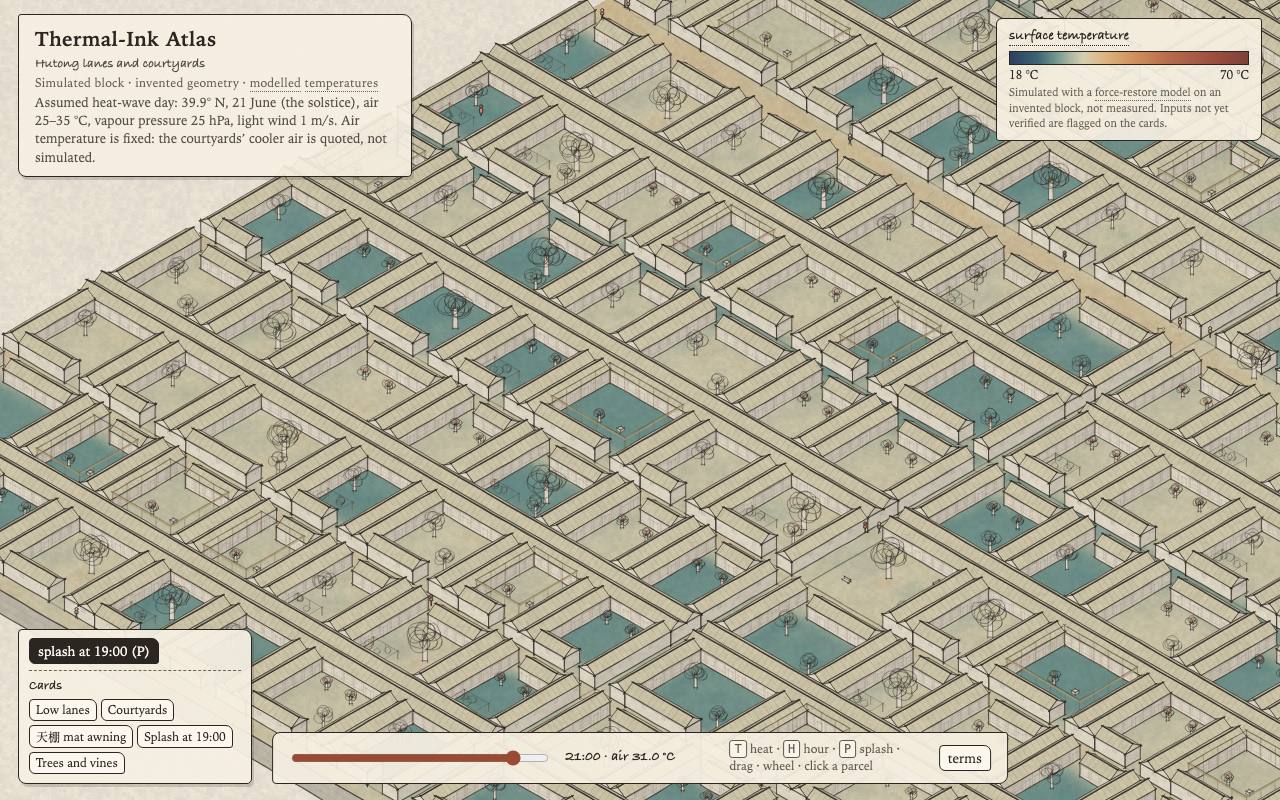 Thermal-Ink Atlas
Hutong lanes and courtyards
Simulated block · invented geometry · modelled temperatures
Assumed heat-wave day: 39.9° N, 21 June (the solstice), air
25–35 °C, vapour pressure 25 hPa, light wind 1 m/s. Air
temperature is fixed: the courtyards’ cooler air is quoted, not
simulated.
surface temperature
18 °C 70 °C
Simulated with a force-restore model on an
invented block, not measured. Inputs not yet
verified are flagged on the cards.
splash at 19:00 (P)
Cards
Low lanes Courtyards
天棚 mat awning Splash at 19:00
Trees and vines
21:00 · air 31.0 °C
T heat · H hour · P splash ·
drag · wheel · click a parcel
terms